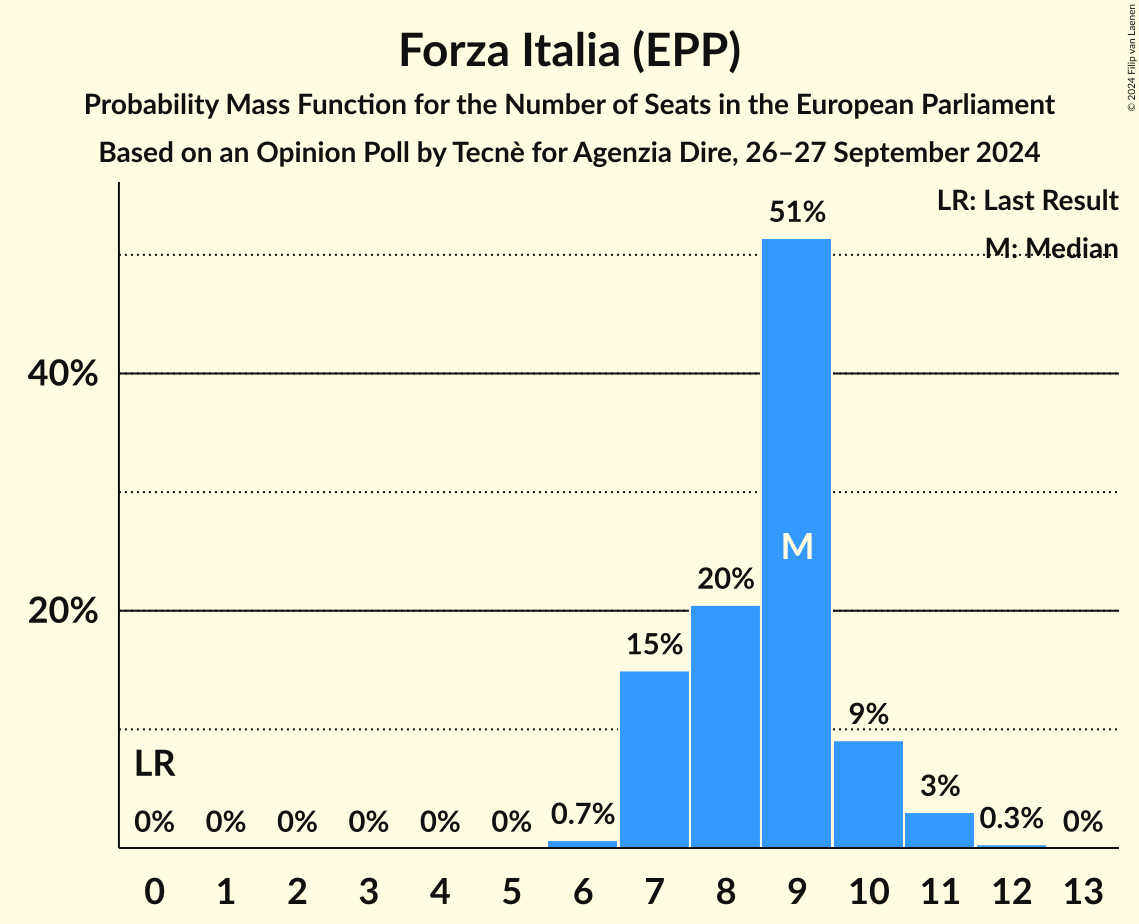 Forza Italia (EPP)
Probability Mass Function for the Number of Seats in the European Parliament
Based on an Opinion Poll by Tecnè for Agenzia Dire, 26–27 September 2024
© 2024 Filip van Laenen
LR: Last Result
M: Median
51%
40%
M
20%
20%
15%
9%
LR
3%
0% 0% 0% 0% 0% 0% 0.7% 0.3% 0%
0 1 2 3 4 5 6 7 8 9 10 11 12 13